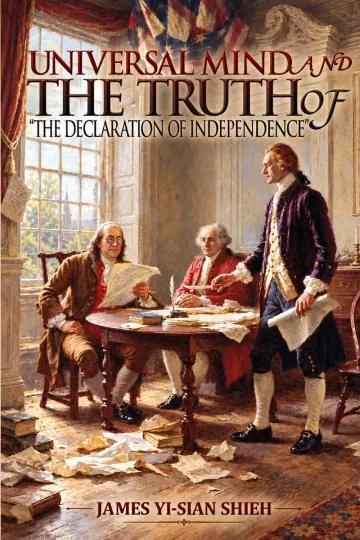 UNIVERSAL MIND AND
THE TRUTH OF
"THE DECLARATION OF INDEPENDENCE"
JAMES YI-SIAN SHIEH